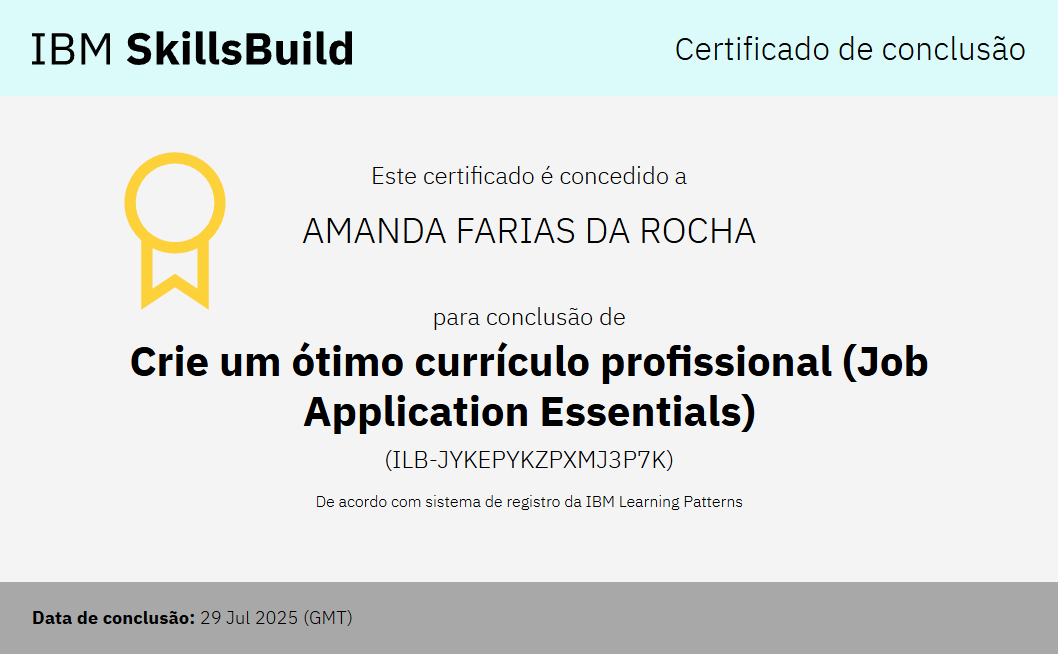 IBM SkillsBuild
Certificado de conclusão
Este certificado é concedido a
AMANDA FARIAS DA ROCHA
para conclusão de
Crie um ótimo currículo profissional (Job
Application Essentials)
(ILB-JYKEPYKZPXMJ3P7K)
De acordo com sistema de registro da IBM Learning Patterns
Data de conclusão: 29 Jul 2025 (GMT)